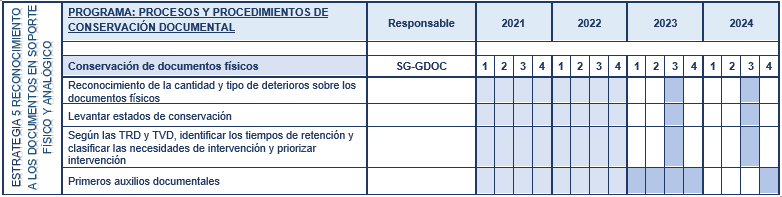 ESTRATEGIA 5 RECONOCIMIENTO
A LOS DOCUMENTOS EN SOPORTE
FÍSICO Y ANALÓGICO
PROGRAMA: PROCESOS Y PROCEDIMIENTOS DE
CONSERVACIÓN DOCUMENTAL
Responsable
2021
2022
2023
2024
Conservación de documentos físicos
SG-GDOC
1 2 3 4 1 2 3 4 1 2 3 4 1 2 3 4
Reconocimiento de la cantidad y tipo de deterioros sobre los
documentos físicos
Levantar estados de conservación
Según las TRD y TVD, identificar los tiempos de retención y
clasificar las necesidades de intervención y priorizar
intervención
Primeros auxilios documentales